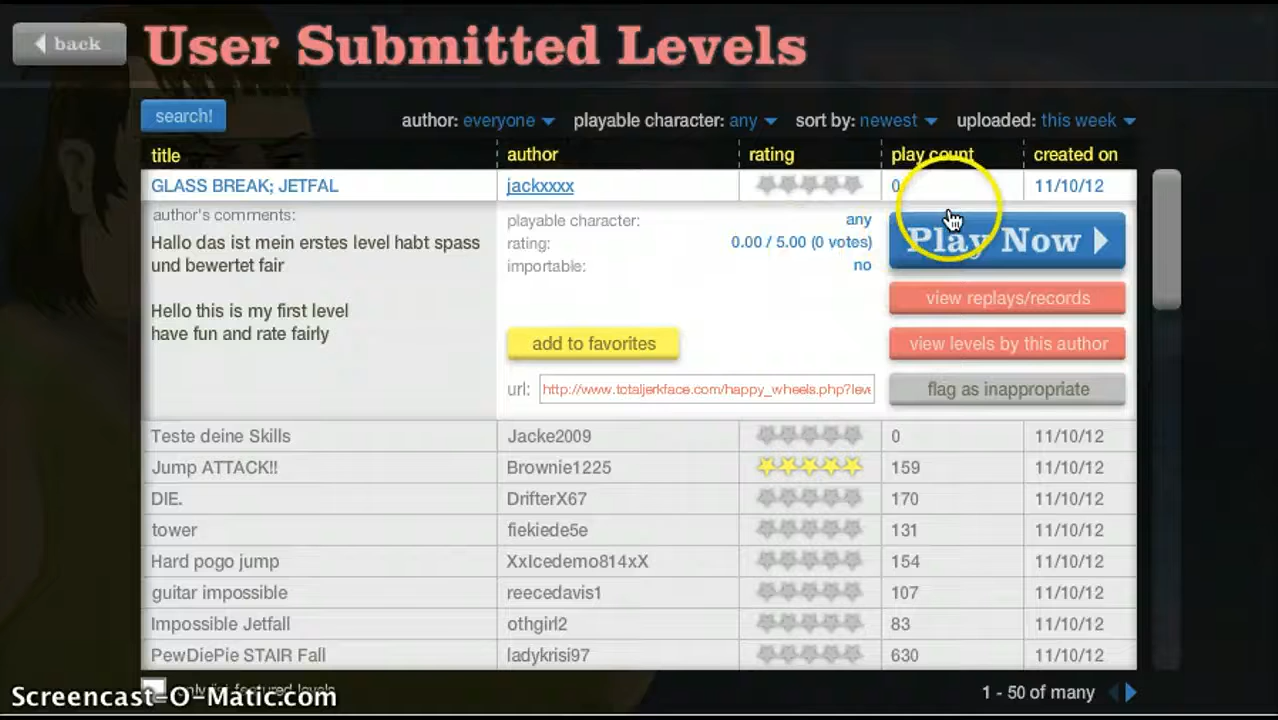 back
User Submitted Levels
search!
author: everyone
playable character: any
sort by: newest
uploaded: this week
title
author
rating
play count
created on
GLASS BREAK; JETFAL
jackxxxx
0
11/10/12
author's comments:
Hallo das ist mein erstes level habt spass
und bewertet fair
Hello this is my first level
have fun and rate fairly
playable character: any
rating: 0.00 / 5.00 (0 votes)
importable: no
add to favorites
url: http://www.totaljerkface.com/happy_wheels.php?lev
Play Now
view replays/records
view levels by this author
flag as inappropriate
Teste deine Skills Jacke2009 0 11/10/12
Jump ATTACK!! Brownie1225 159 11/10/12
DIE. DrifterX67 170 11/10/12
tower fiekiede5e 131 11/10/12
Hard pogo jump XxIcedemo814xX 154 11/10/12
guitar impossible reecedavis1 107 11/10/12
Impossible Jetfall othgirl2 83 11/10/12
PewDiePie STAIR Fall ladykrisi97 630 11/10/12
Screencast-O-Matic.com
1 - 50 of many